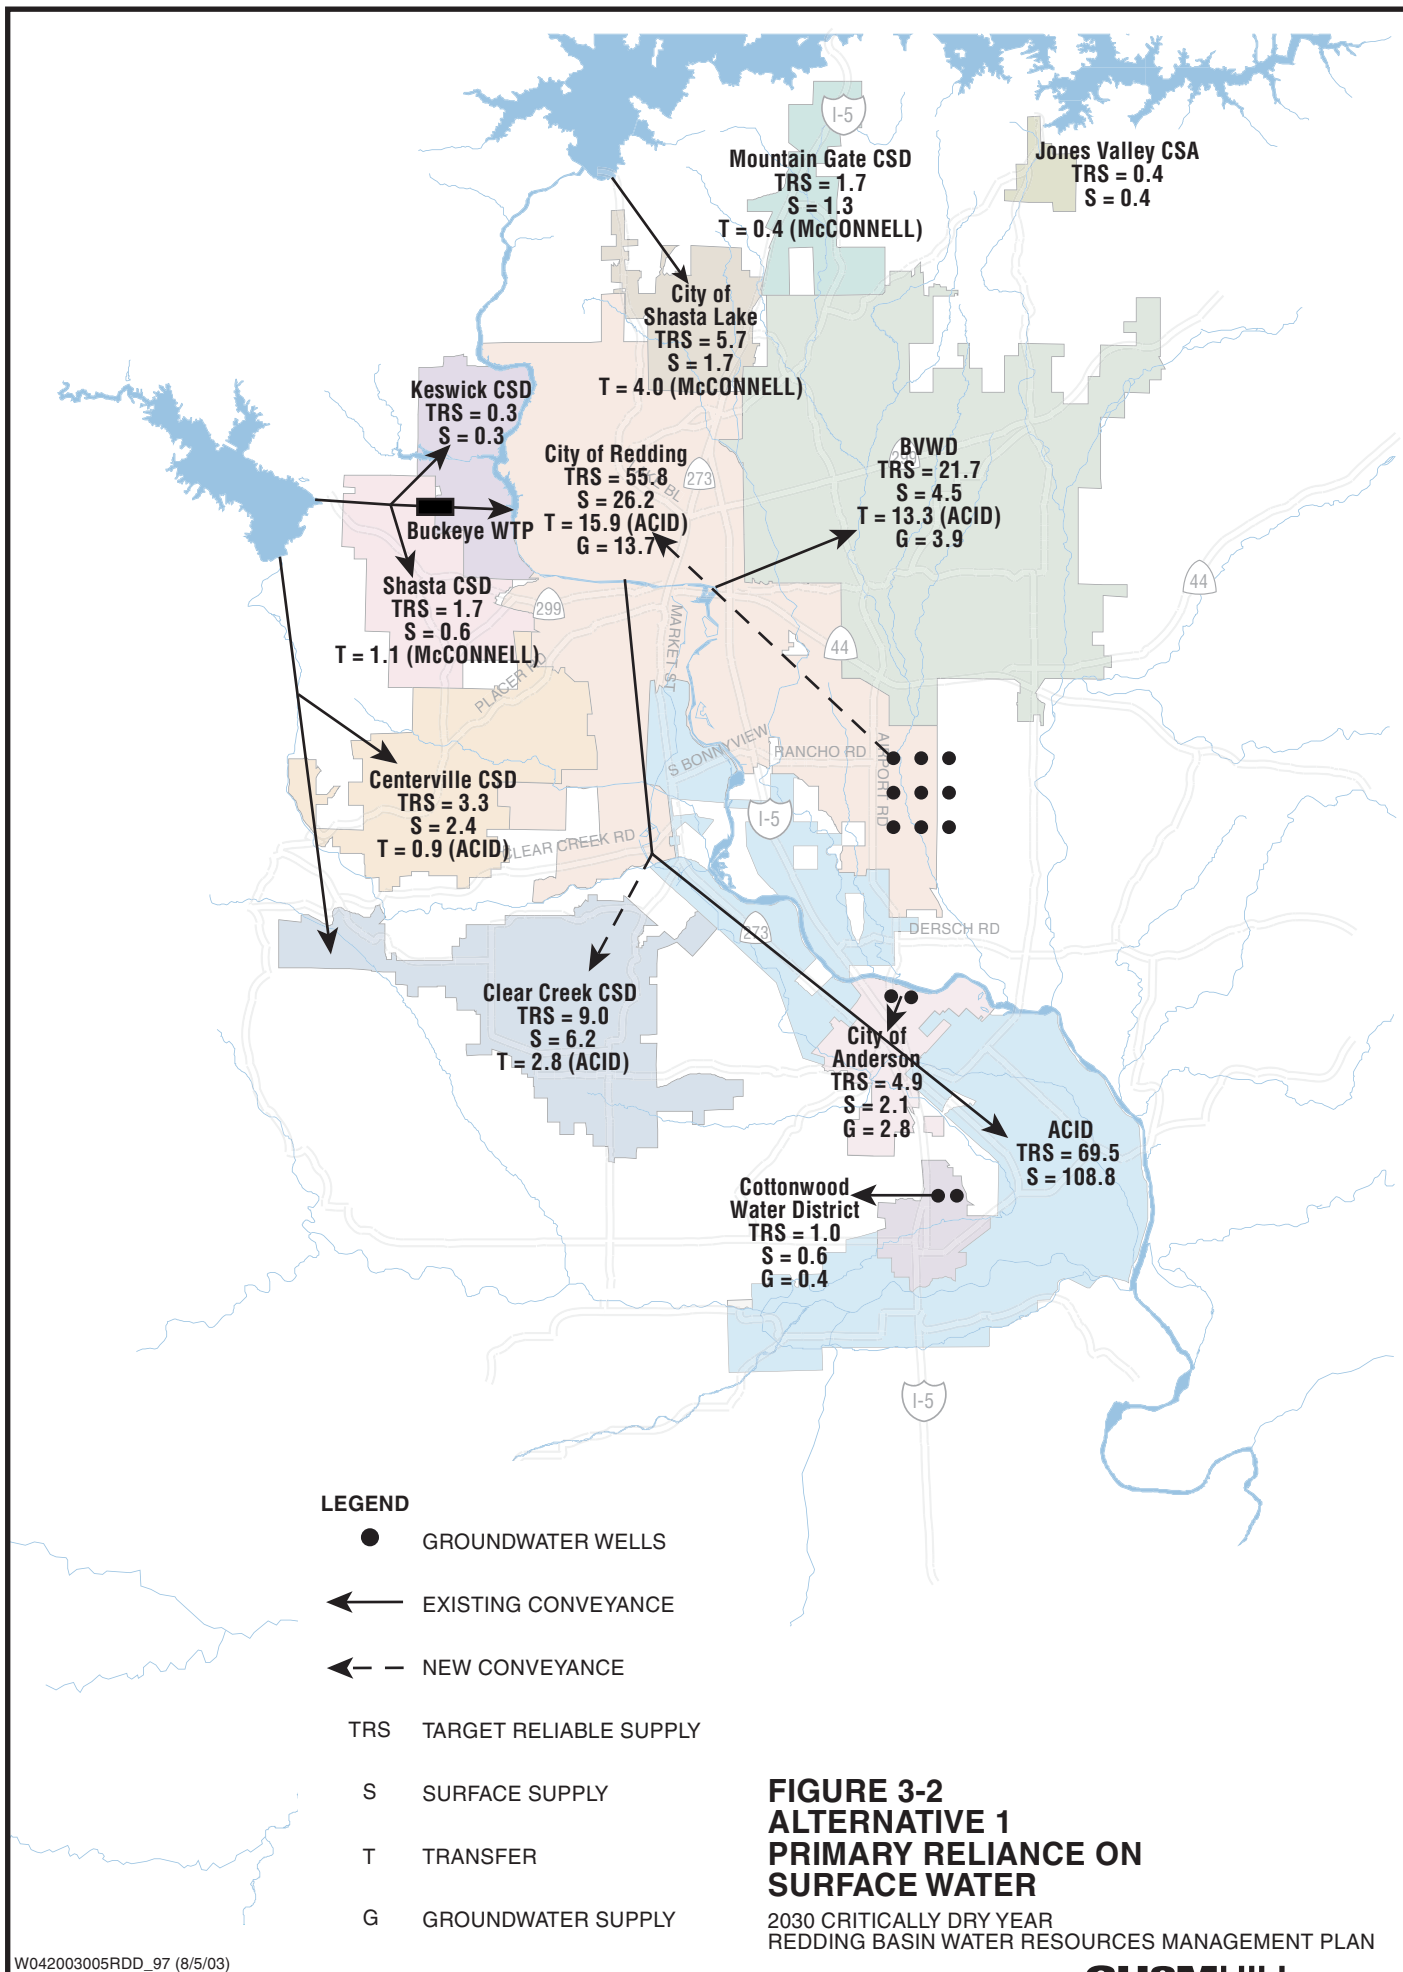 I-5
Mountain Gate CSD
TRS = 1.7
S = 1.3
T = 0.4 (McCONNELL)
Jones Valley CSA
TRS = 0.4
S = 0.4
City of
Shasta Lake
TRS = 5.7
S = 1.7
T = 4.0 (McCONNELL)
Keswick CSD
TRS = 0.3
S = 0.3
City of Redding
TRS = 55.8
S = 26.2
T = 15.9 (ACID)
G = 13.7
BL
273
BVWD
299
TRS = 21.7
S = 4.5
T = 13.3 (ACID)
G = 3.9
Buckeye WTP
Shasta CSD
TRS = 1.7
S = 0.6
T = 1.1 (McCONNELL)
299
44
44
MARKET ST
PLACER RD
S BONNYVIEW
RANCHO RD
AIRPORT RD
I-5
Centerville CSD
TRS = 3.3
S = 2.4
T = 0.9 (ACID)
CLEAR CREEK RD
273
DERSCH RD
Clear Creek CSD
TRS = 9.0
S = 6.2
T = 2.8 (ACID)
City of
Anderson
TRS = 4.9
S = 2.1
G = 2.8
ACID
TRS = 69.5
S = 108.8
Cottonwood
Water District
TRS = 1.0
S = 0.6
G = 0.4
I-5
LEGEND
GROUNDWATER WELLS
EXISTING CONVEYANCE
NEW CONVEYANCE
TRS TARGET RELIABLE SUPPLY
S SURFACE SUPPLY
T TRANSFER
G GROUNDWATER SUPPLY
FIGURE 3-2
ALTERNATIVE 1
PRIMARY RELIANCE ON
SURFACE WATER
2030 CRITICALLY DRY YEAR
REDDING BASIN WATER RESOURCES MANAGEMENT PLAN
W042003005RDD_97 (8/5/03)